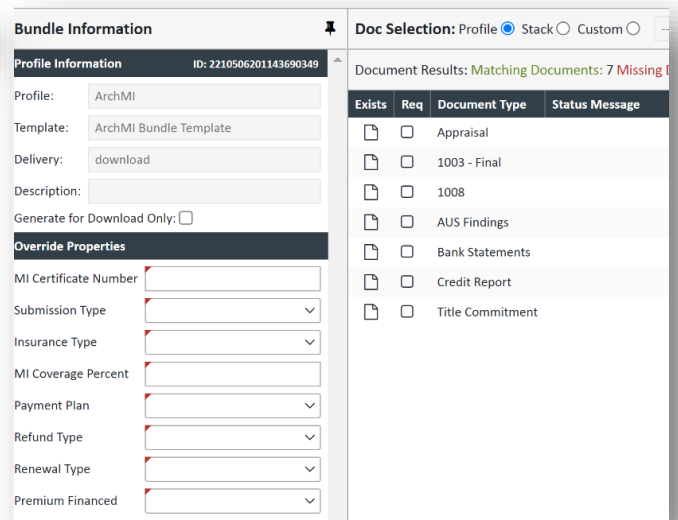 Bundle Information
Profile Information ID: 2210506201143690349
Profile: ArchMI
Template: ArchMI Bundle Template
Delivery: download
Description:
Generate for Download Only:
Override Properties
MI Certificate Number
Submission Type
Insurance Type
MI Coverage Percent
Payment Plan
Refund Type
Renewal Type
Premium Financed
Doc Selection: Profile Stack Custom --
Document Results: Matching Documents: 7 Missing
Exists Req Document Type Status Message
Appraisal
1003 - Final
1008
AUS Findings
Bank Statements
Credit Report
Title Commitment